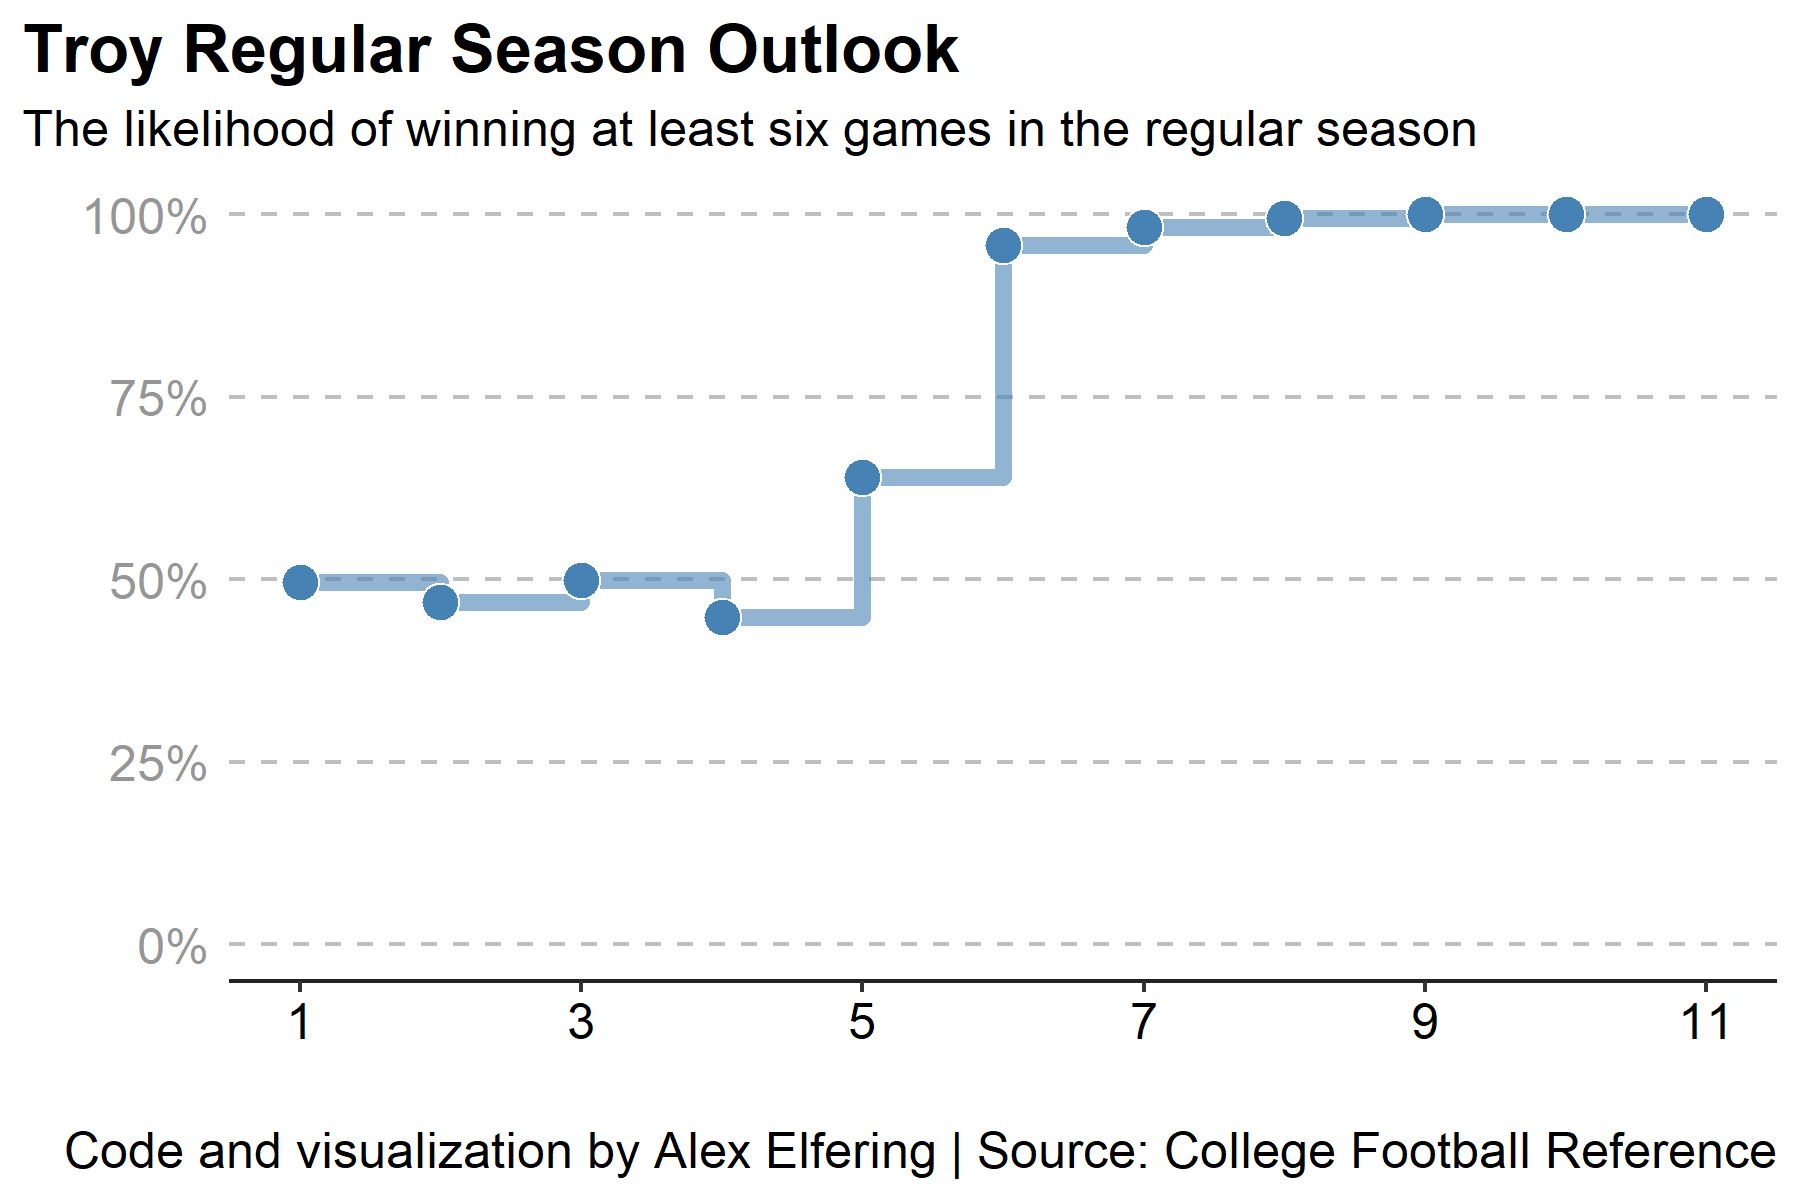 Troy Regular Season Outlook
The likelihood of winning at least six games in the regular season
100%
75%
50%
25%
0%
1 3 5 7 9 11
Code and visualization by Alex Elfering | Source: College Football Reference